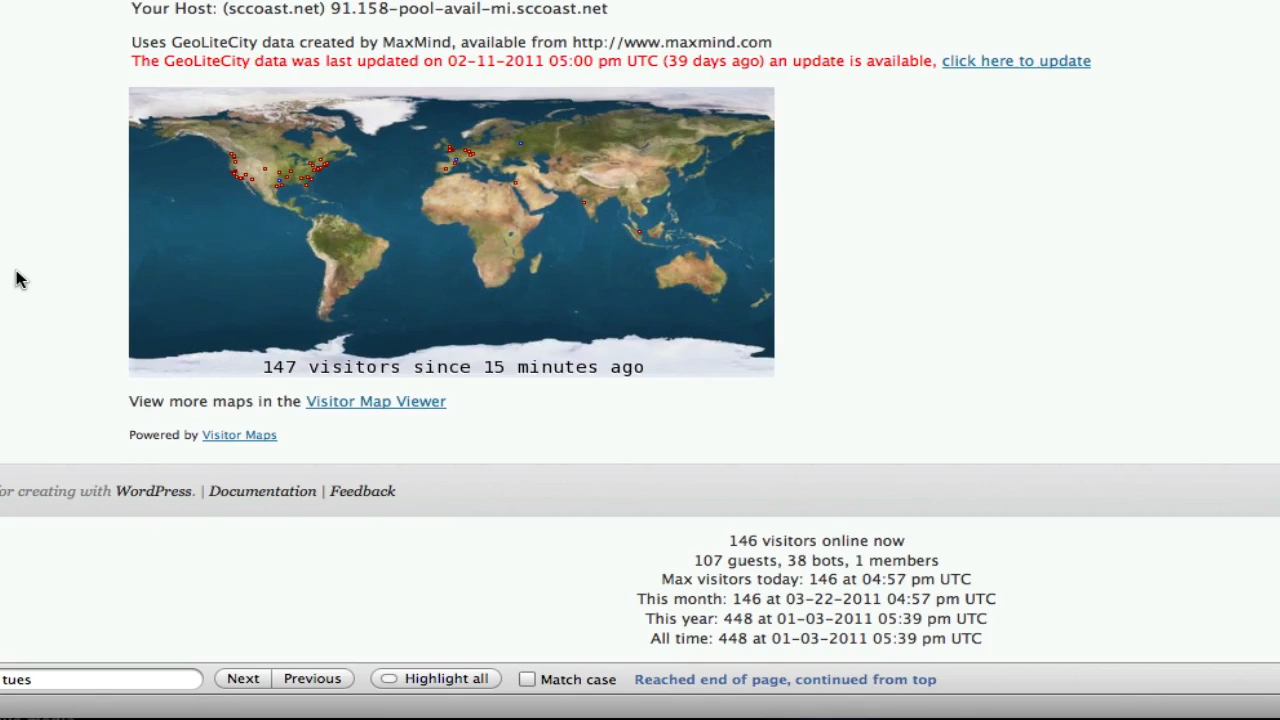 Your Host: (sccoast.net) 91.158-pool-avail-mi.sccoast.net
Uses GeoLiteCity data created by MaxMind, available from http://www.maxmind.com
The GeoLiteCity data was last updated on 02-11-2011 05:00 pm UTC (39 days ago) an update is available, click here to update
147 visitors since 15 minutes ago
View more maps in the Visitor Map Viewer
Powered by Visitor Maps
for creating with WordPress. | Documentation | Feedback
146 visitors online now
107 guests, 38 bots, 1 members
Max visitors today: 146 at 04:57 pm UTC
This month: 146 at 03-22-2011 04:57 pm UTC
This year: 448 at 01-03-2011 05:39 pm UTC
All time: 448 at 01-03-2011 05:39 pm UTC
tues Next Previous Highlight all Match case Reached end of page, continued from top